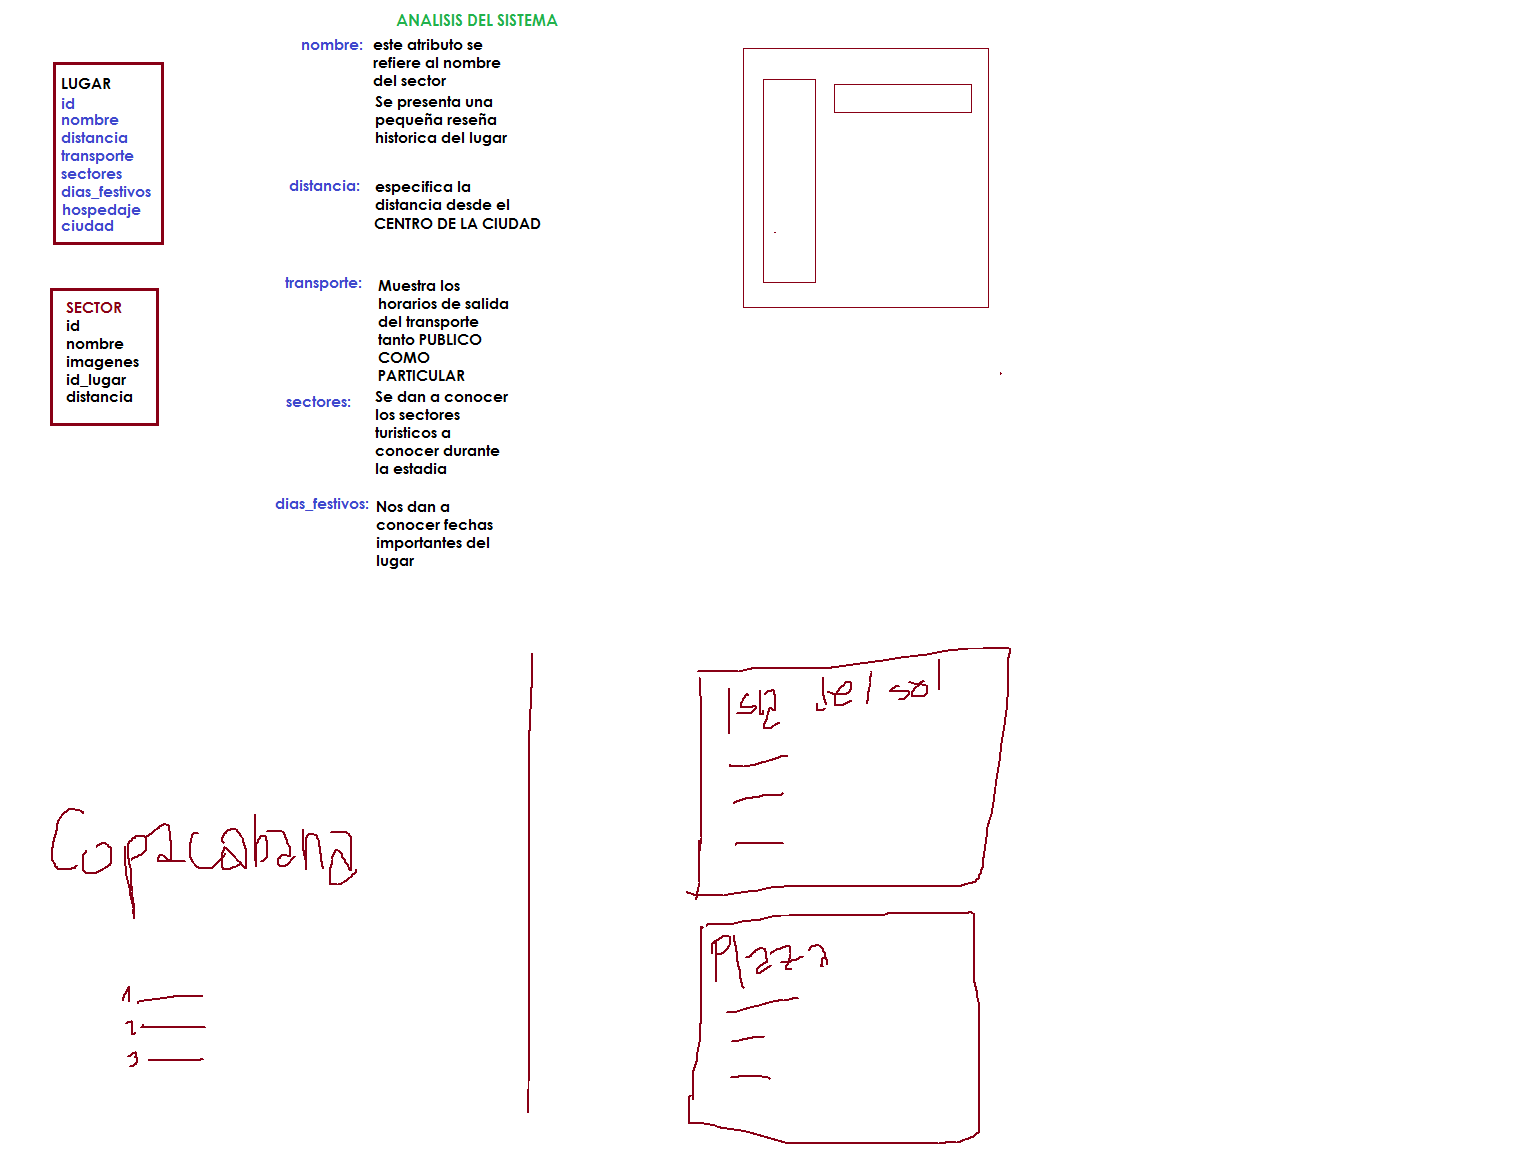 ANALISIS DEL SISTEMA
LUGAR
id
nombre
distancia
transporte
sectores
dias_festivos
hospedaje
ciudad
SECTOR
id
nombre
imagenes
id_lugar
distancia
nombre: este atributo se
refiere al nombre
del sector
Se presenta una
pequeña reseña
historica del lugar
distancia: especifica la
distancia desde el
CENTRO DE LA CIUDAD
transporte: Muestra los
horarios de salida
del transporte
tanto PUBLICO
COMO
PARTICULAR
sectores: Se dan a conocer
los sectores
turisticos a
conocer durante
la estadia
dias_festivos: Nos dan a
conocer fechas
importantes del
lugar
Copacabana
1
2
3
Isla del sol
Plaza